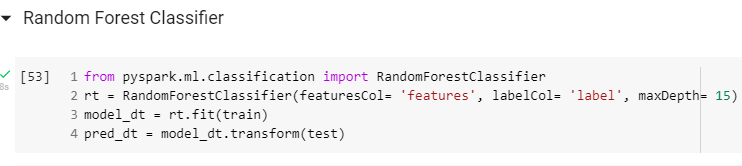 Random Forest Classifier
[53] 1 from pyspark.ml.classification import RandomForestClassifier
8s 2 rt = RandomForestClassifier(featuresCol= 'features', labelCol= 'label', maxDepth= 15)
3 model_dt = rt.fit(train)
4 pred_dt = model_dt.transform(test)